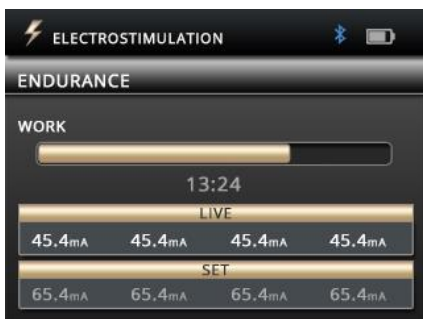 ELECTROSTIMULATION
ENDURANCE
WORK
13:24
LIVE
45.4mA 45.4mA 45.4mA 45.4mA
SET
65.4mA 65.4mA 65.4mA 65.4mA